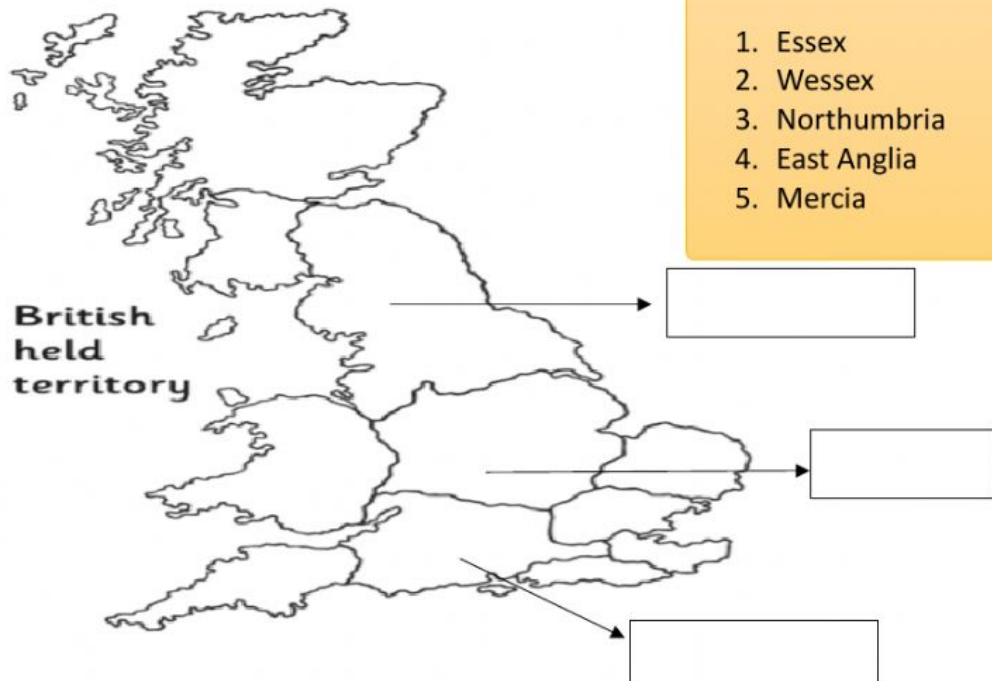 1. Essex
2. Wessex
3. Northumbria
4. East Anglia
5. Mercia
British
held
territory